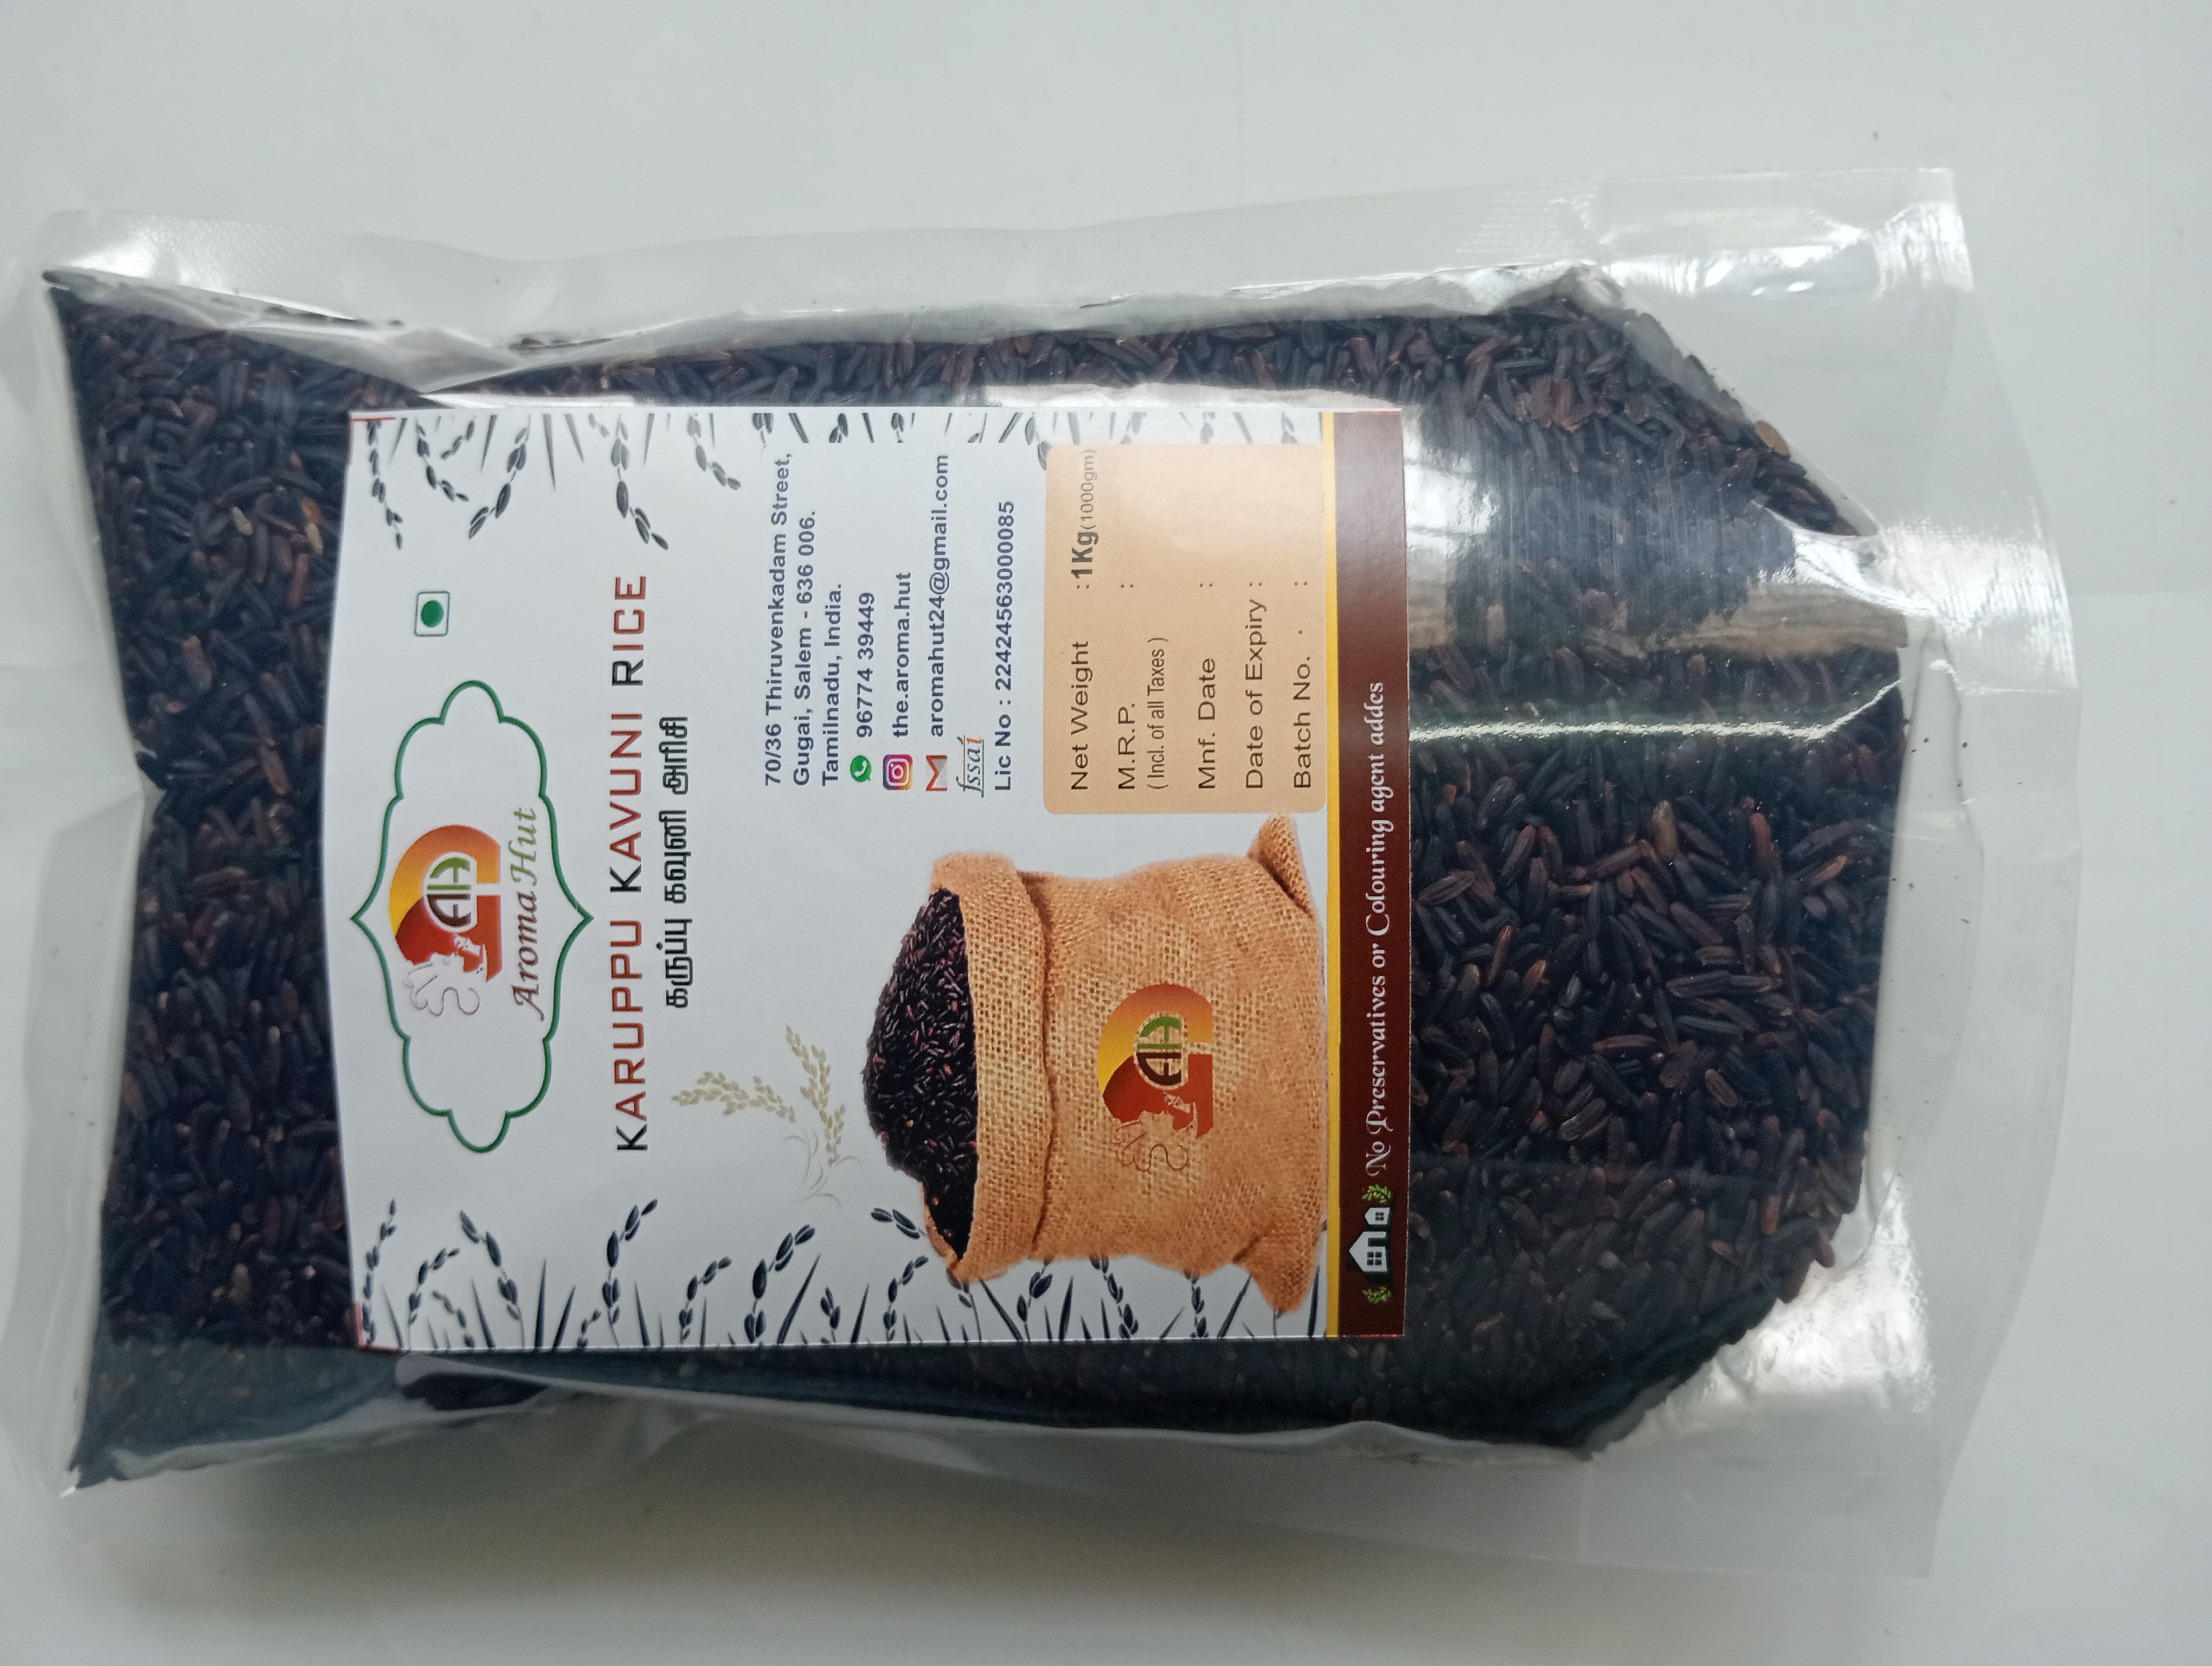 AH
Aroma Hut
KARUPPU KAVUNI RICE
கருப்பு கவுனி அரிசி
70/36 Thiruvenkadam Street,
Gugai, Salem - 636 006.
Tamilnadu, India.
96774 39449
the.aroma.hut
aromahut24@gmail.com
fssai
Lic No : 22424563000085
Net Weight :1Kg(1000gm)
M.R.P. :
( Incl. of all Taxes )
Mnf. Date :
Date of Expiry :
Batch No. :
AH
No Preservatives or Colouring agent addes